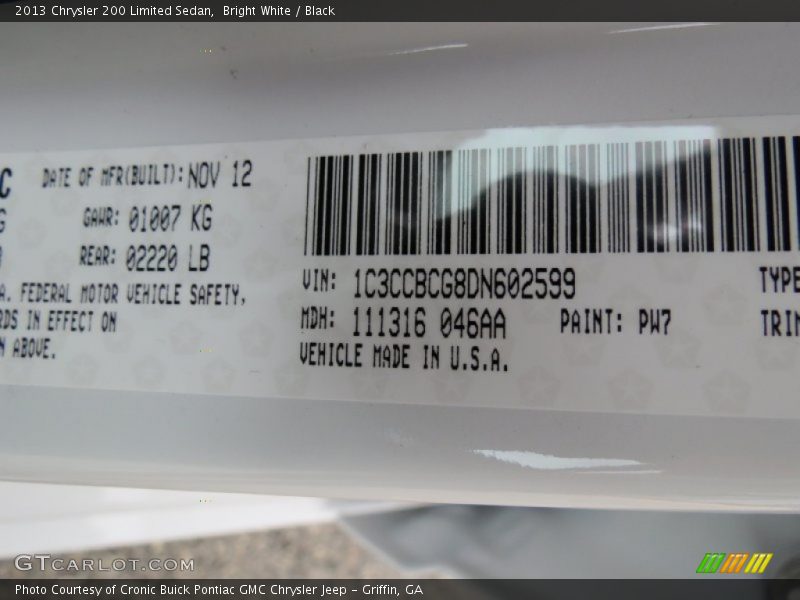 2013 Chrysler 200 Limited Sedan, Bright White / Black
C DATE OF MFR(BUILT): NOV 12
GAWR: 01007 KG
REAR: 02220 LB
A. FEDERAL MOTOR VEHICLE SAFETY,
RDS IN EFFECT ON
N ABOVE.
VIN: 1C3CCBCG8DN602599 TYPE
MDH: 111316 046AA PAINT: PW7 TRIM
VEHICLE MADE IN U.S.A.
GTCARLOT.COM
Photo Courtesy of Cronic Buick Pontiac GMC Chrysler Jeep - Griffin, GA